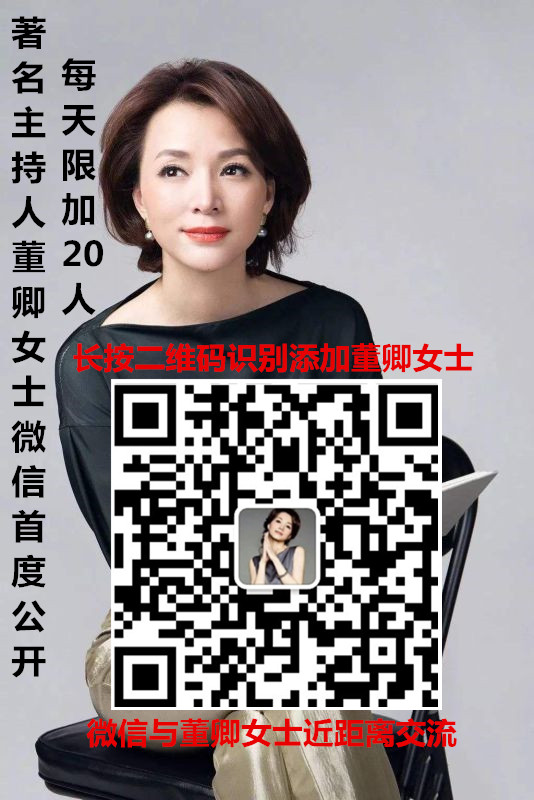 著名主持人董卿女士微信首度公开
每天限加20人
长按二维码识别添加董卿女士
微信与董卿女士近距离交流